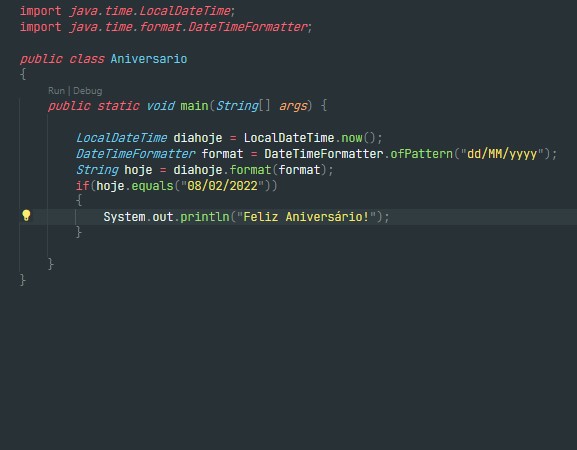 import java.time.LocalDateTime;
import java.time.format.DateTimeFormatter;
public class Aniversario
{
Run | Debug
public static void main(String[] args) {
LocalDateTime diahoje = LocalDateTime.now();
DateTimeFormatter format = DateTimeFormatter.ofPattern("dd/MM/yyyy");
String hoje = diahoje.format(format);
if(hoje.equals("08/02/2022"))
{
System.out.println("Feliz Aniversário!");
}
}
}